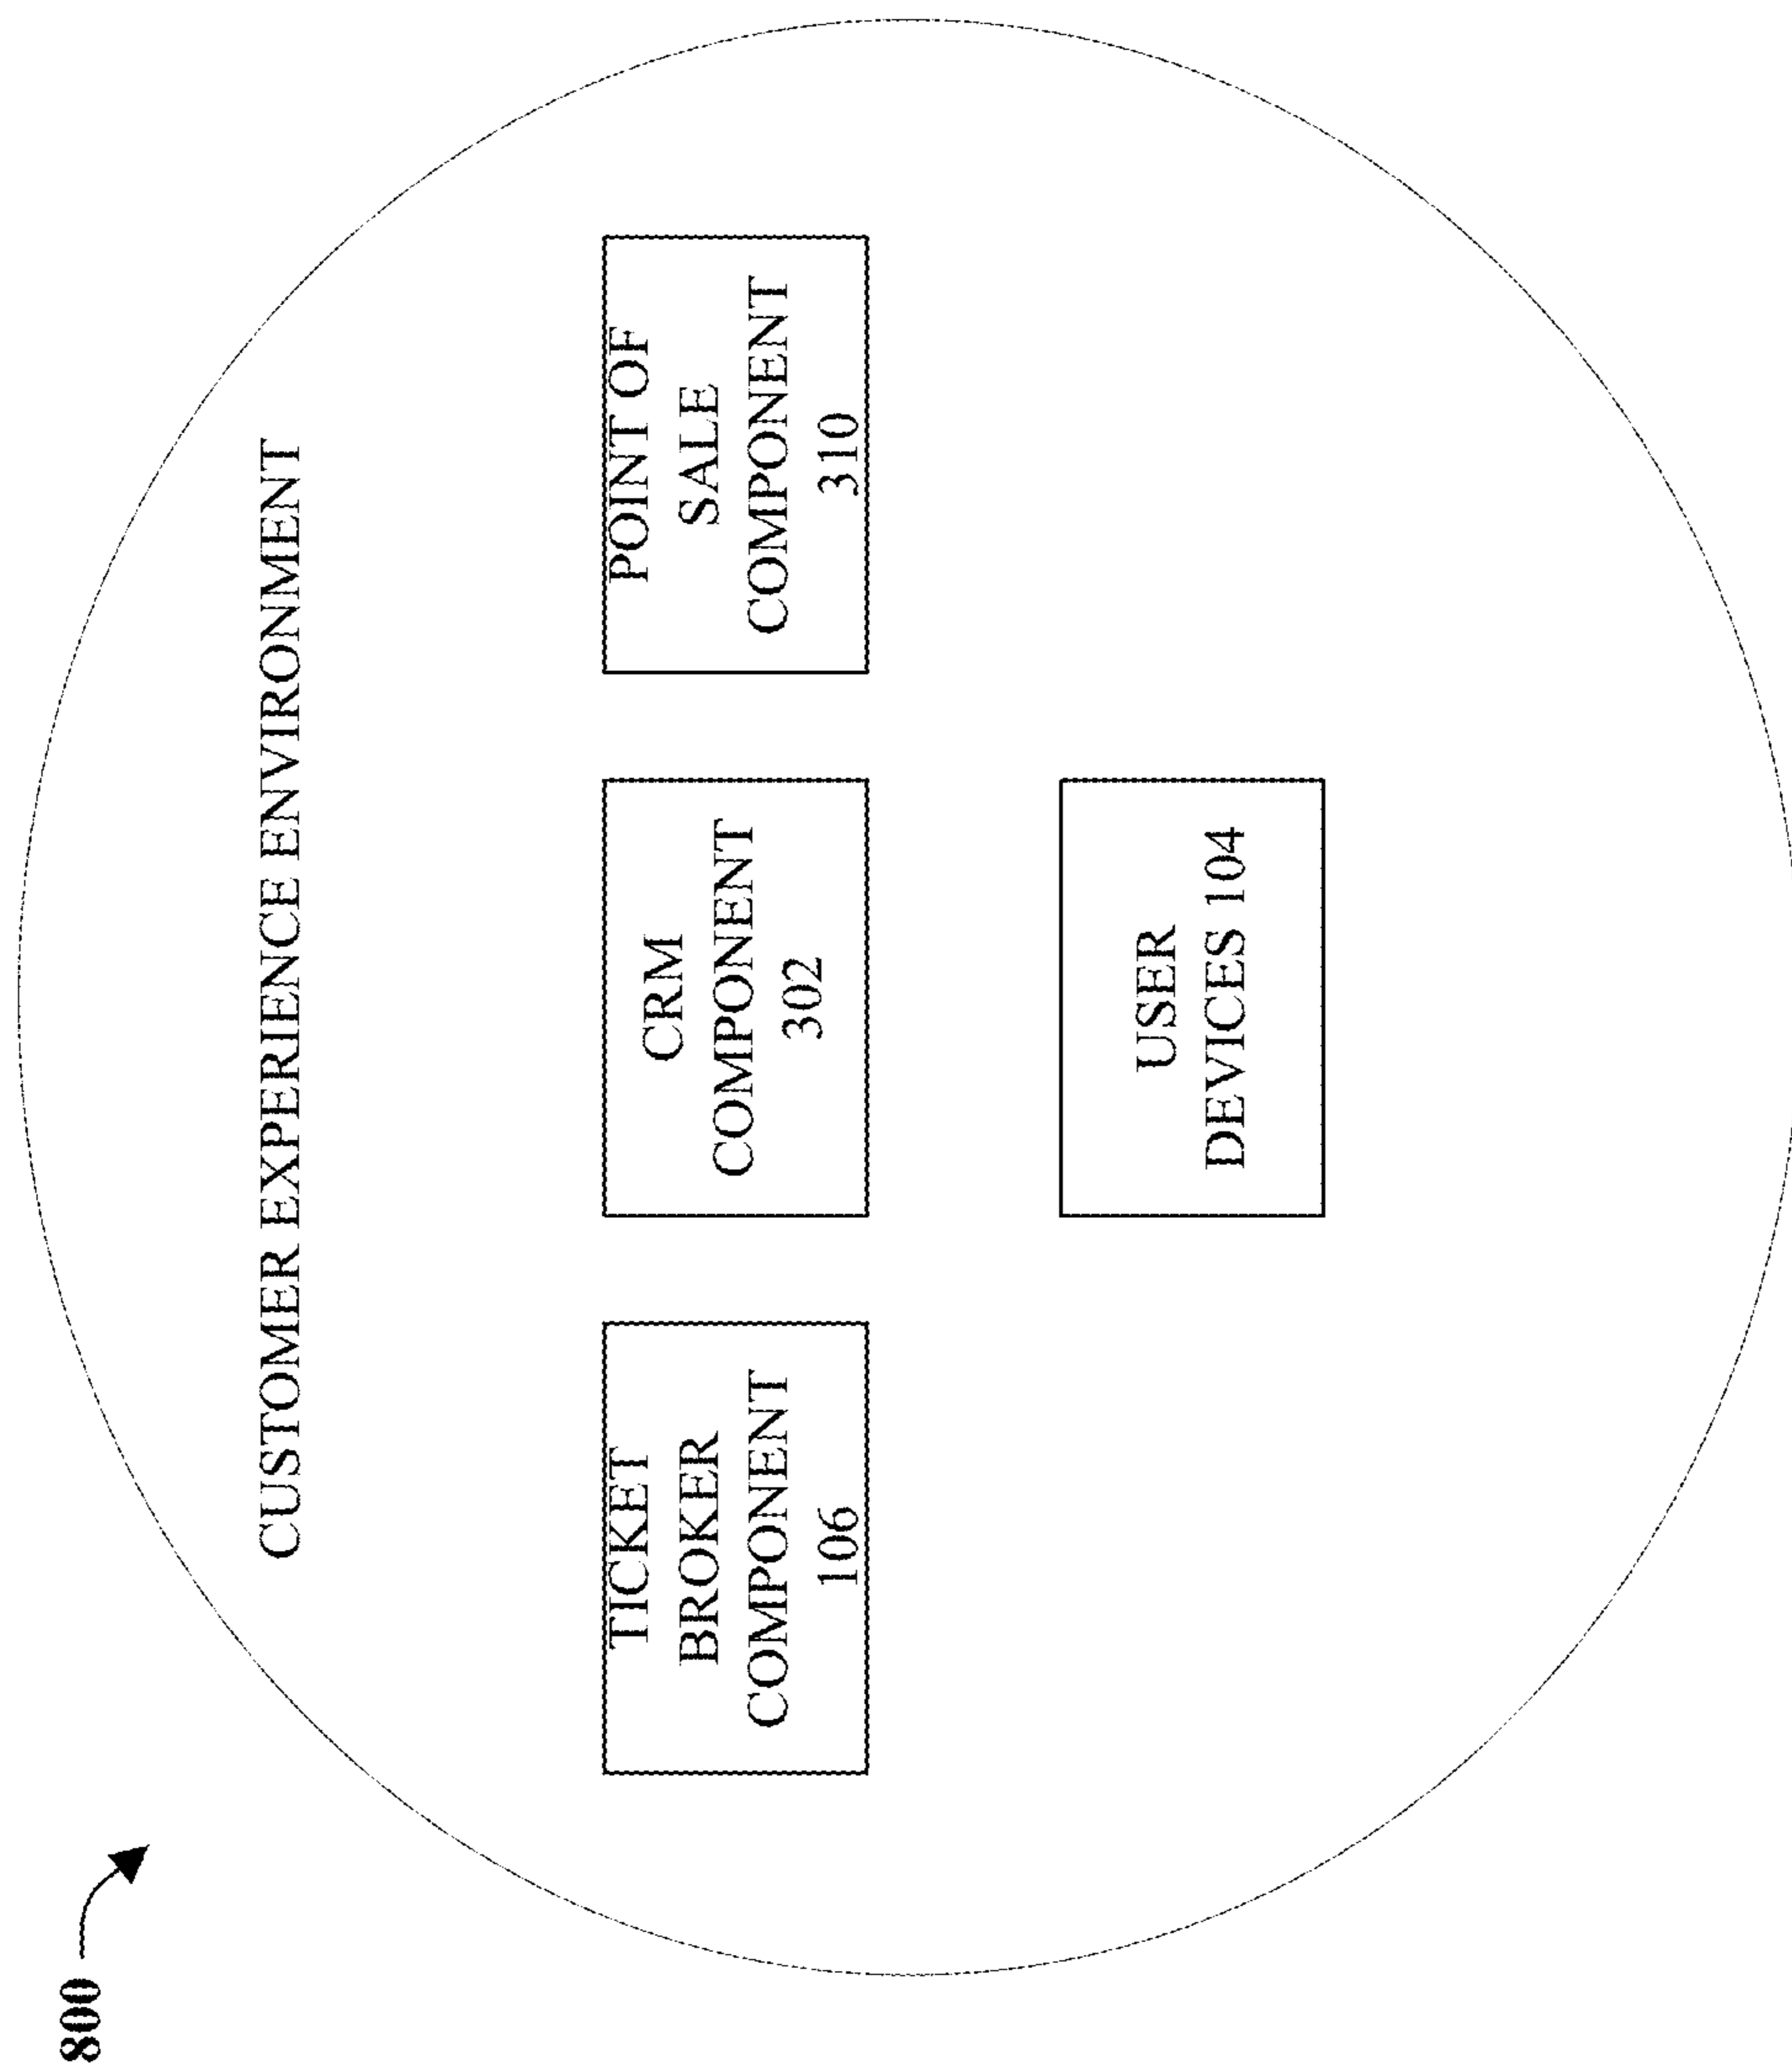 800
CUSTOMER EXPERIENCE ENVIRONMENT
TICKET
BROKER
COMPONENT
106
CRM
COMPONENT
302
POINT OF
SALE
COMPONENT
310
USER
DEVICES 104